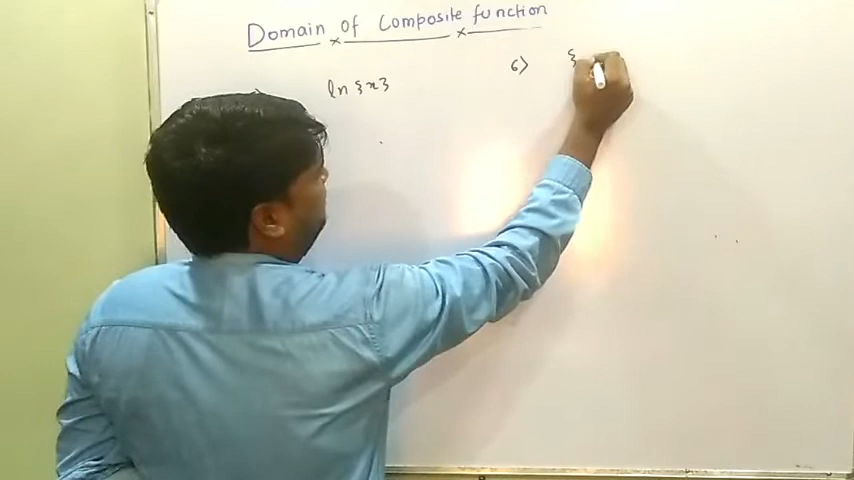 Domain of Composite function
ln {x}
6> {